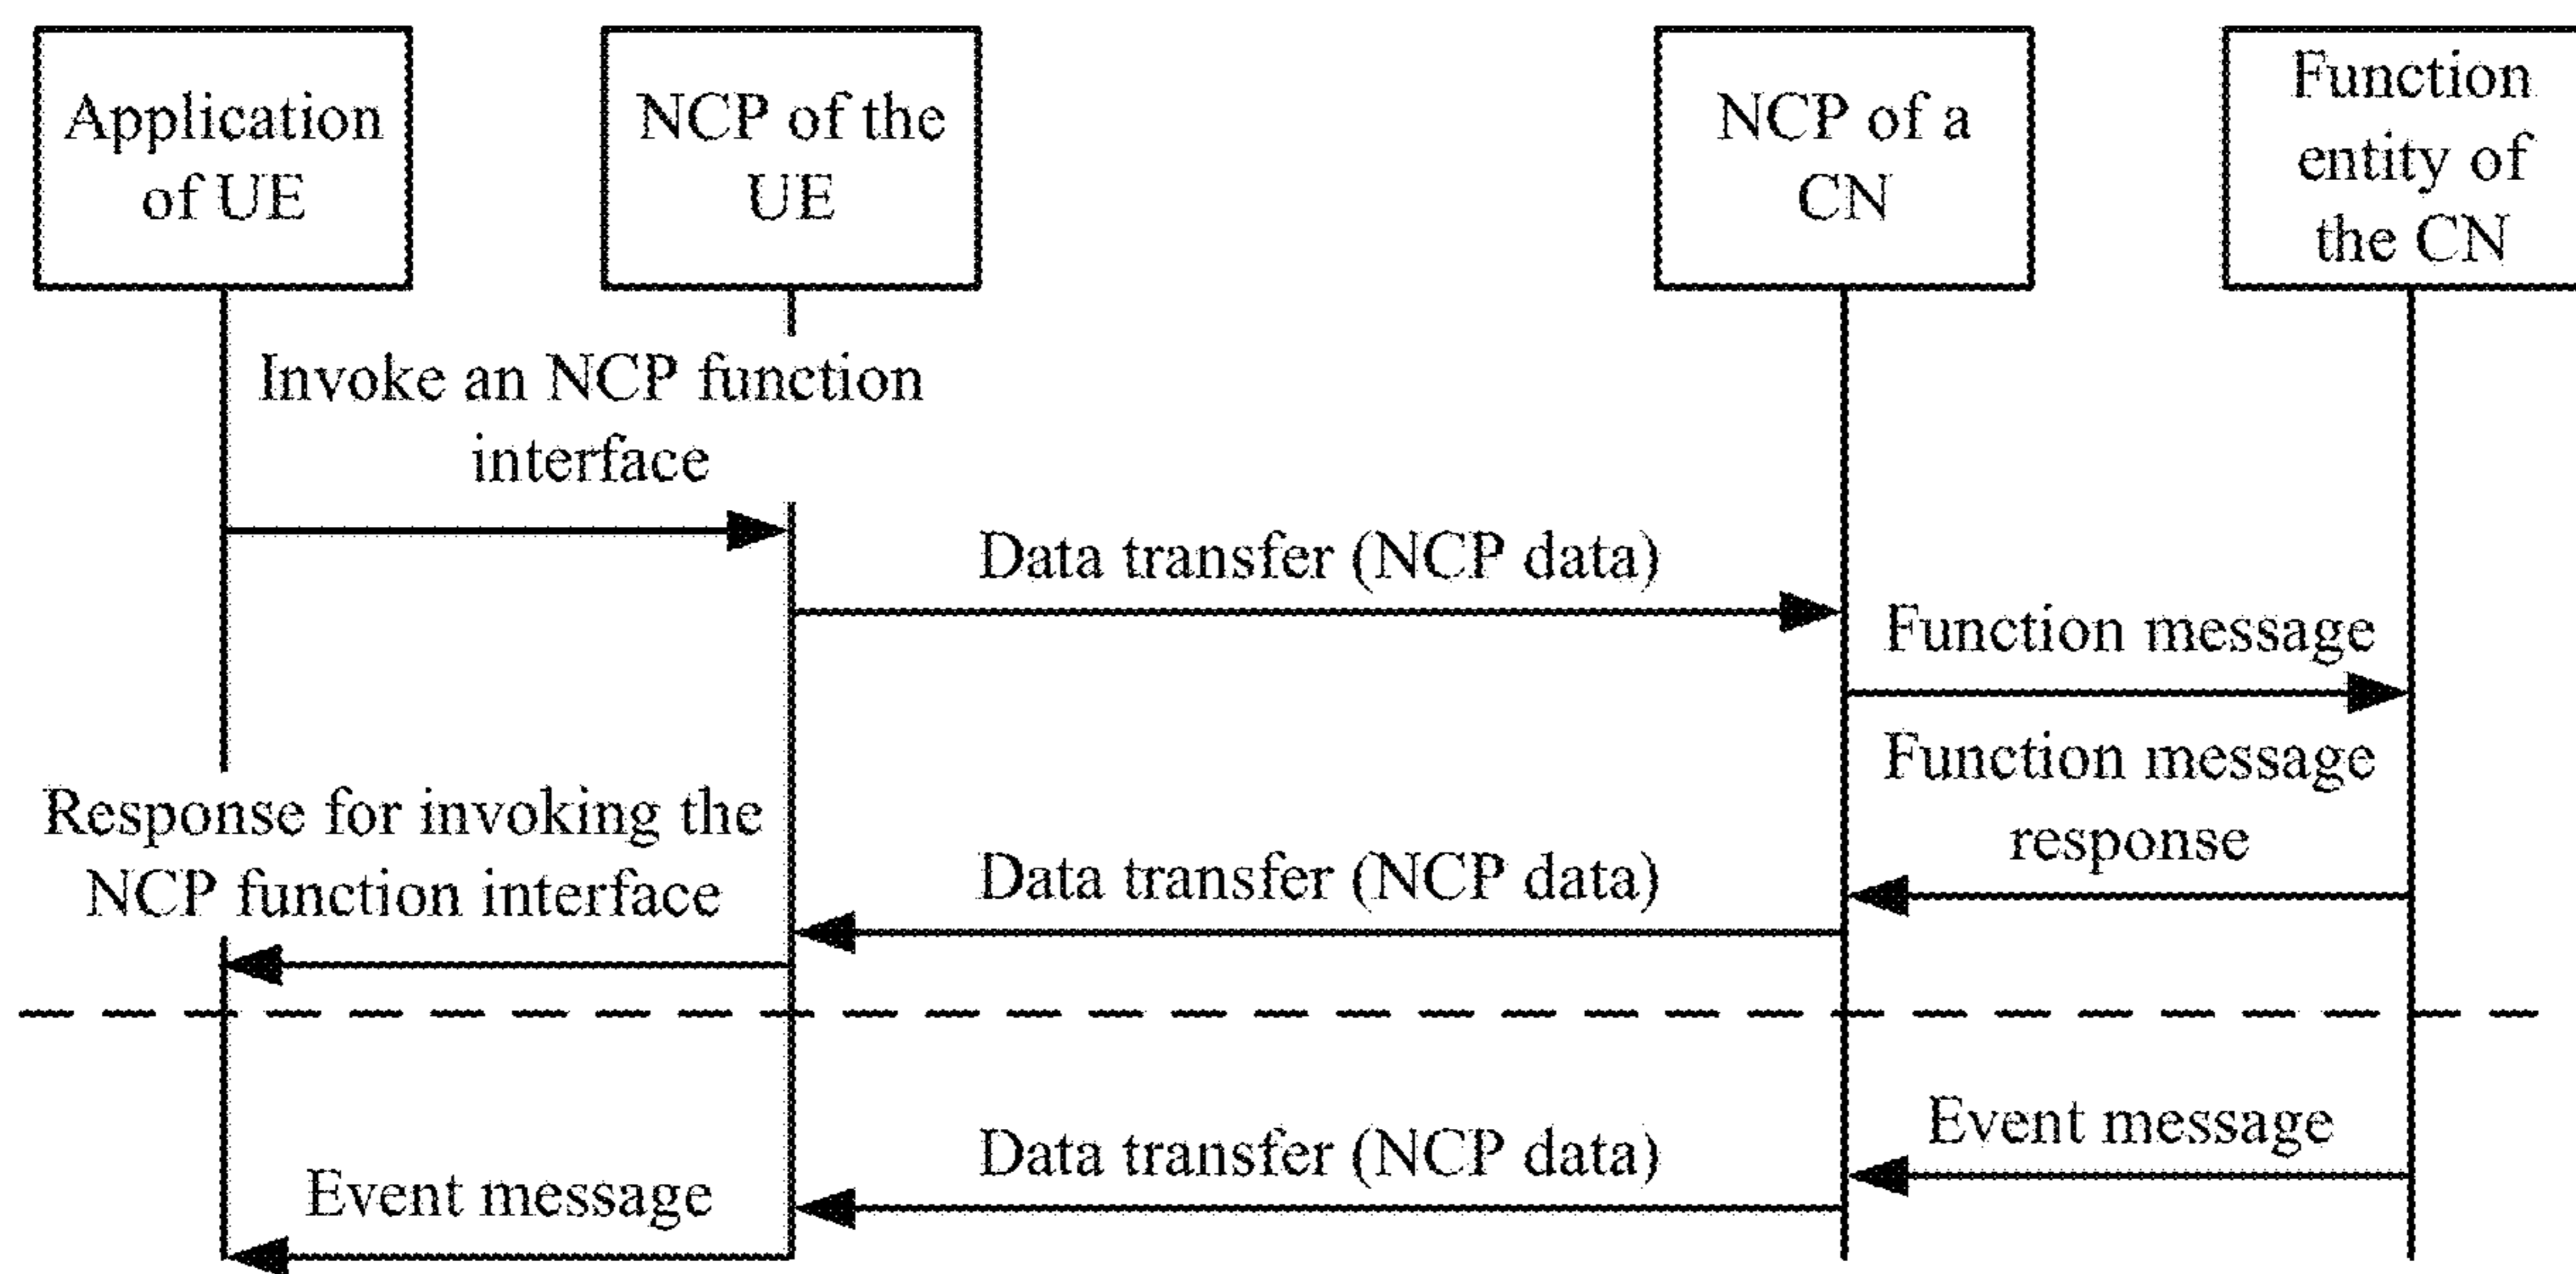 Application
of UE
NCP of the
UE
NCP of a
CN
Function
entity of
the CN
Invoke an NCP function
interface
Data transfer (NCP data)
Function message
Function message
response
Response for invoking the
NCP function interface
Data transfer (NCP data)
Event message
Data transfer (NCP data)
Event message